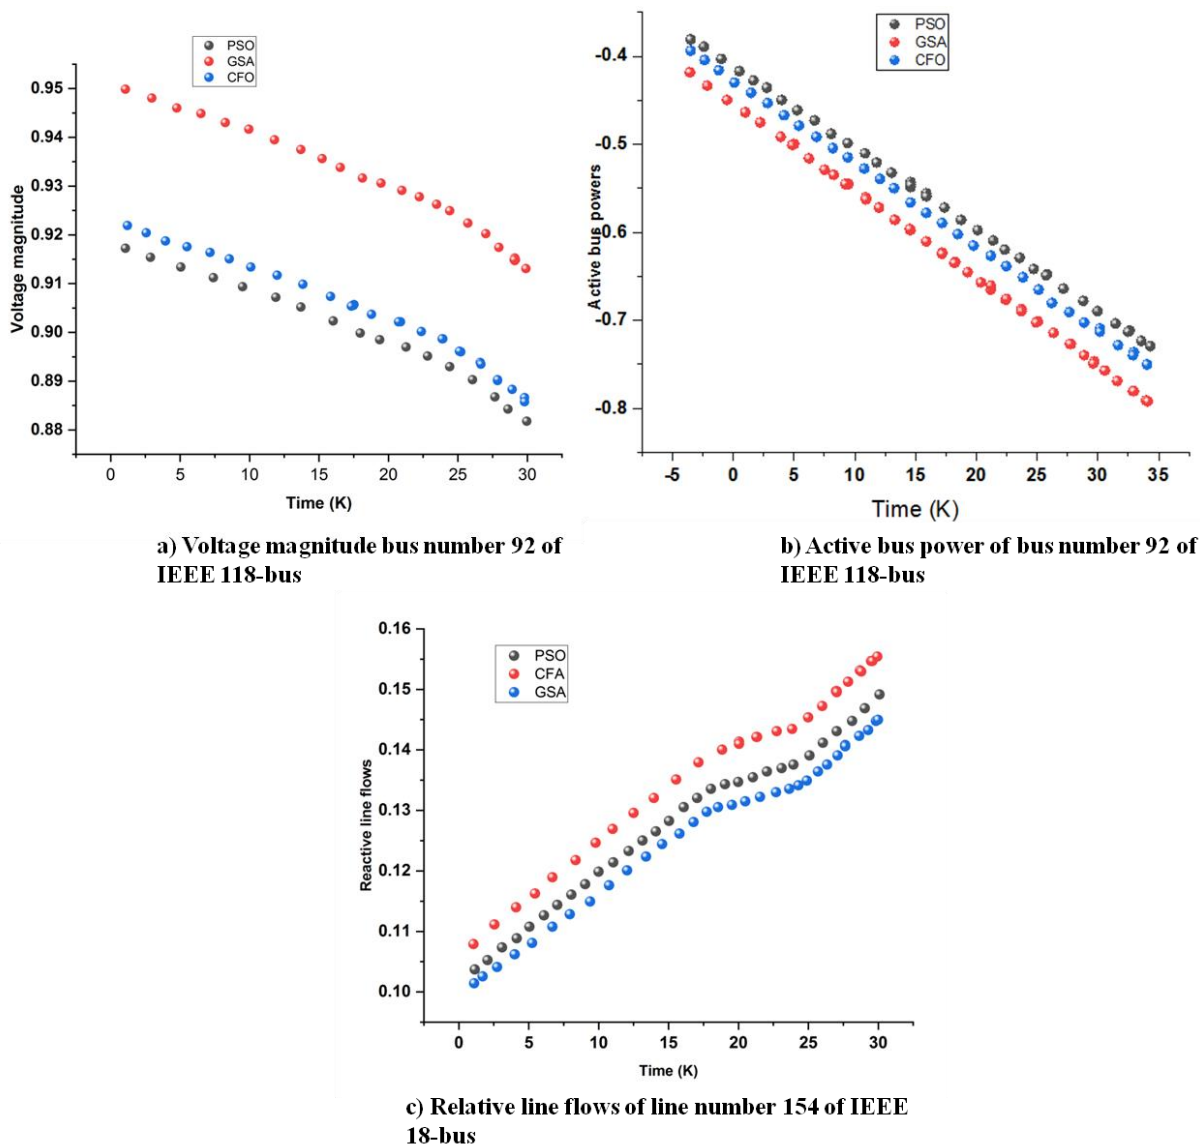 PSO
GSA
CFO
0.95
0.94
0.93
0.92
0.91
0.90
0.89
0.88
Voltage magnitude
0
5
10
15
20
25
30
Time (K)
a) Voltage magnitude bus number 92 of
IEEE 118-bus
PSO
GSA
CFO
-0.4
-0.5
-0.6
-0.7
-0.8
Active bus powers
-5
0
5
10
15
20
25
30
35
Time (K)
b) Active bus power of bus number 92 of
IEEE 118-bus
PSO
CFA
GSA
0.16
0.15
0.14
0.13
0.12
0.11
0.10
Reactive line flows
0
5
10
15
20
25
30
Time (K)
c) Relative line flows of line number 154 of IEEE
18-bus